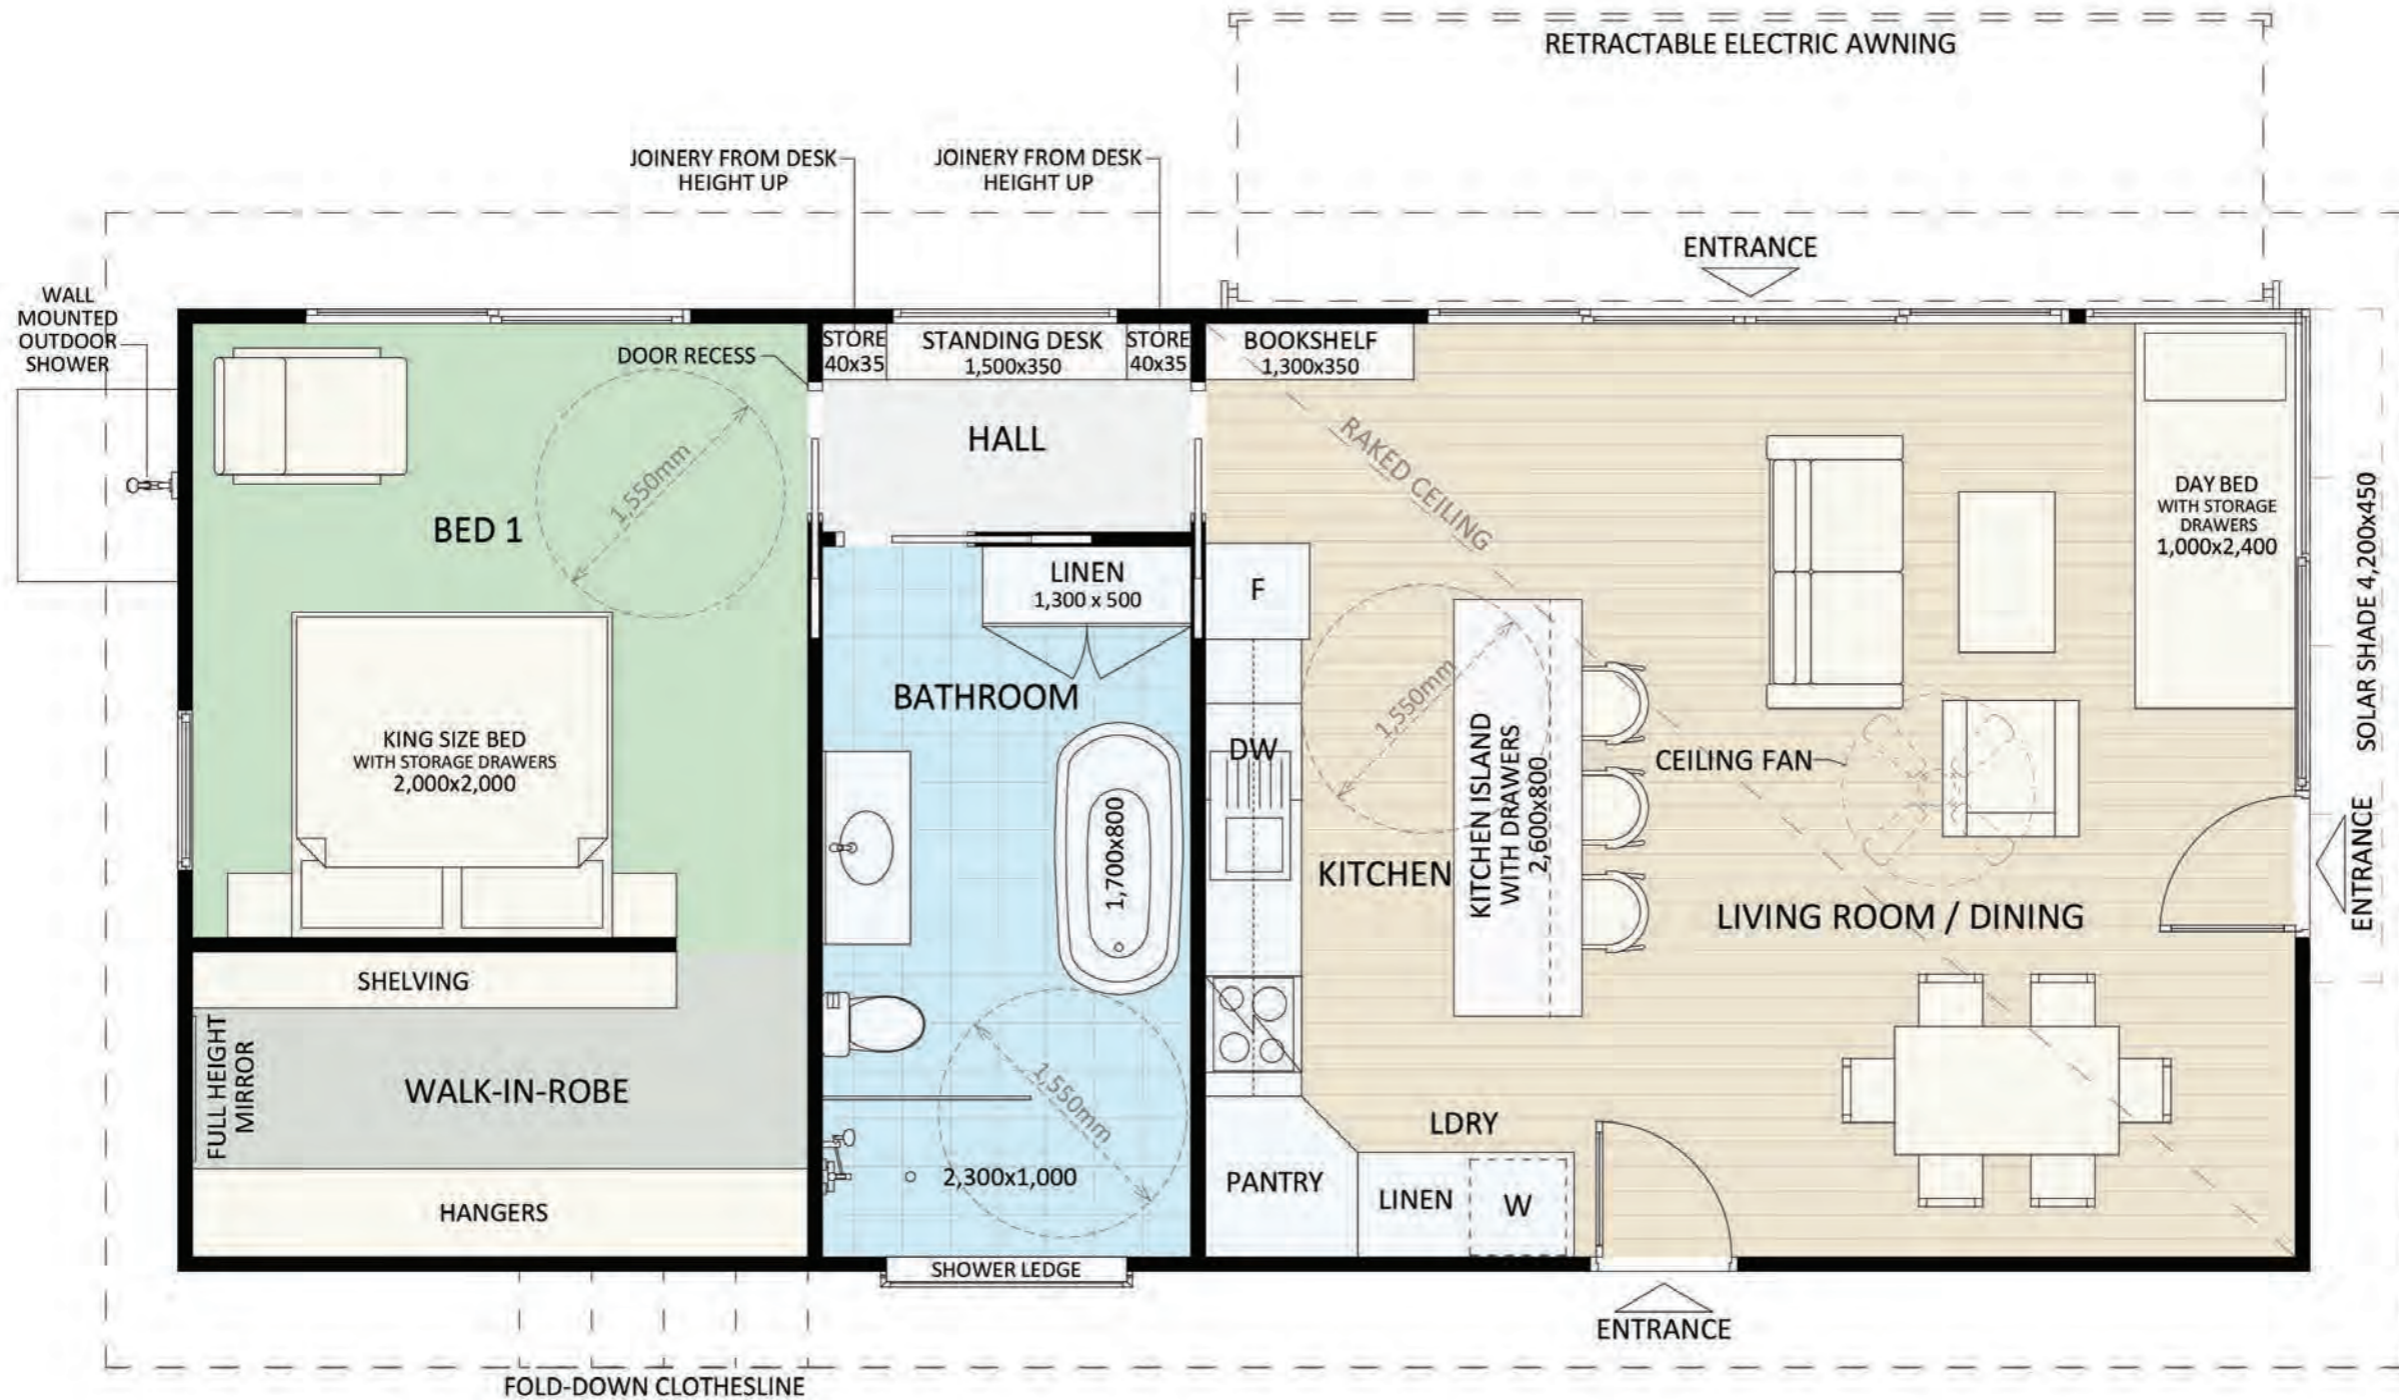 RETRACTABLE ELECTRIC AWNING
JOINERY FROM DESK
HEIGHT UP
JOINERY FROM DESK
HEIGHT UP
ENTRANCE
WALL
MOUNTED
OUTDOOR
SHOWER
DOOR RECESS
STORE
40x35
STANDING DESK
1,500x350
STORE
40x35
BOOKSHELF
1,300x350
HALL
RAKED CEILING
BED 1
1,550mm
DAY BED
WITH STORAGE
DRAWERS
1,000x2,400
SOLAR SHADE 4,200x450
LINEN
1,300 x 500
F
BATHROOM
1,550mm
KING SIZE BED
WITH STORAGE DRAWERS
2,000x2,000
DW
KITCHEN ISLAND
WITH DRAWERS
2,600x800
CEILING FAN
1,700x800
KITCHEN
LIVING ROOM / DINING
ENTRANCE
SHELVING
FULL HEIGHT
MIRROR
WALK-IN-ROBE
1,550mm
LDRY
2,300x1,000
PANTRY
LINEN
W
HANGERS
SHOWER LEDGE
ENTRANCE
FOLD-DOWN CLOTHESLINE